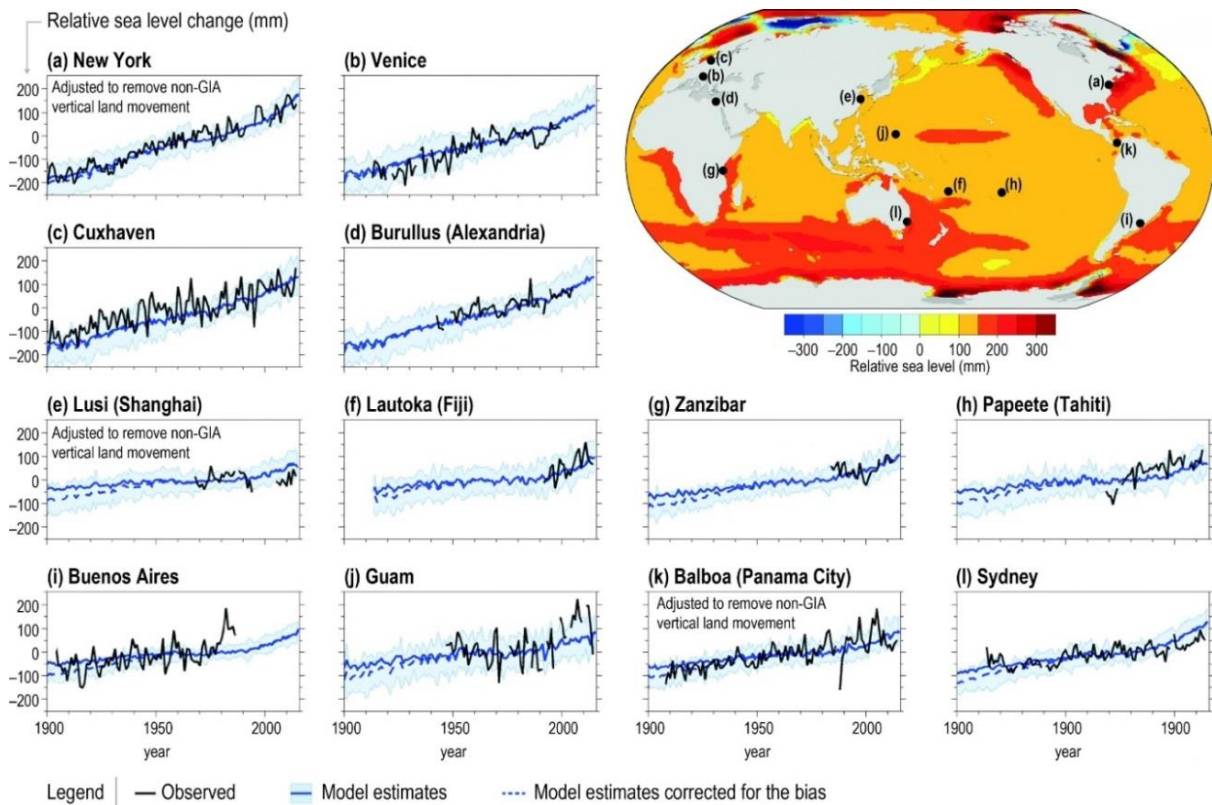 Relative sea level change (mm)
(a) New York
Adjusted to remove non-GIA
vertical land movement
200
100
0
–100
–200
(b) Venice
(c) Cuxhaven
200
100
0
–100
–200
(d) Burullus (Alexandria)
(c)
(b)
(d)
(e)
(a)
(j)
(k)
(g)
(f)
(h)
(l)
(i)
–300 –200 –100 0 100 200 300
Relative sea level (mm)
(e) Lusi (Shanghai)
Adjusted to remove non-GIA
vertical land movement
200
100
0
–100
–200
(f) Lautoka (Fiji)
(g) Zanzibar
(h) Papeete (Tahiti)
(i) Buenos Aires
200
100
0
–100
–200
1900 1950 2000
year
(j) Guam
1900 1950 2000
year
(k) Balboa (Panama City)
Adjusted to remove non-GIA
vertical land movement
1900 1950 2000
year
(l) Sydney
1900 1900 1900
year
Legend
Observed
Model estimates
Model estimates corrected for the bias